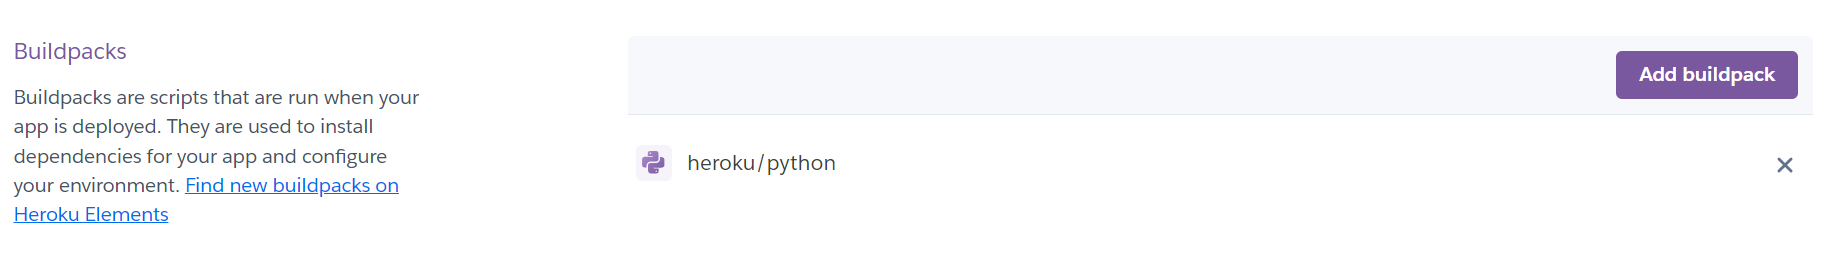 Buildpacks
Add buildpack
Buildpacks are scripts that are run when your
app is deployed. They are used to install
dependencies for your app and configure
your environment. Find new buildpacks on
Heroku Elements
heroku/python